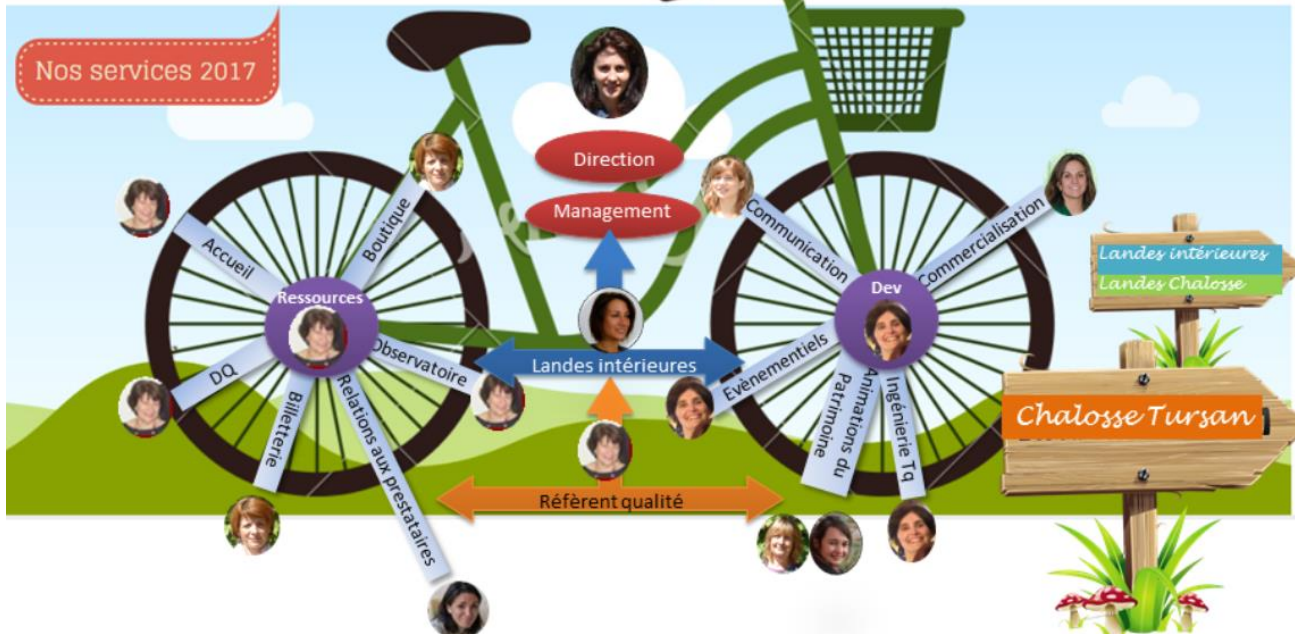 Nos services 2017
Direction
Management
Boutique
Accueil
Ressources
Observatoire
DQ
Billetterie
Relations aux prestataires
Landes intérieures
Réfèrent qualité
Communication
Commercialisation
Dev
Evènementiels
Animations du
Patrimoine
Ingénierie Tq
Landes intérieures
Landes Chalosse
Chalosse Tursan